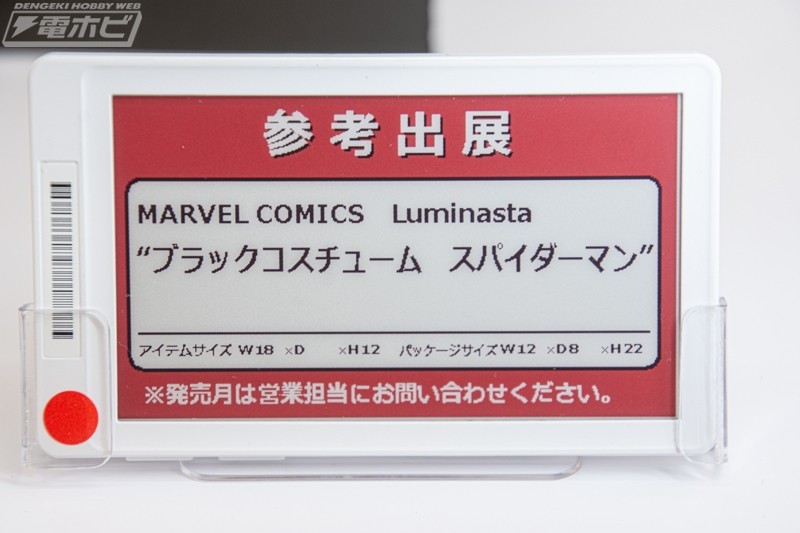 DENGEKI HOBBY WEB
電ホビ
参考出展
MARVEL COMICS Luminasta
“ブラックコスチューム スパイダーマン”
アイテムサイズ W18 ×D ×H12 パッケージサイズ W12 ×D8 ×H22
※発売月は営業担当にお問い合わせください。